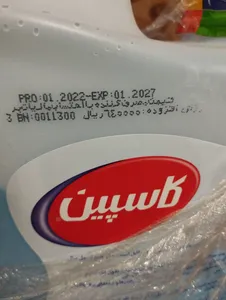 PRO:01.2022-EXP:01.2027
قیمت مصرف کننده با احتساب مالیات بر
ارزش افزوده: ۶۴۰۰۰۰ ریال
3 BN:0011300
کاسپین